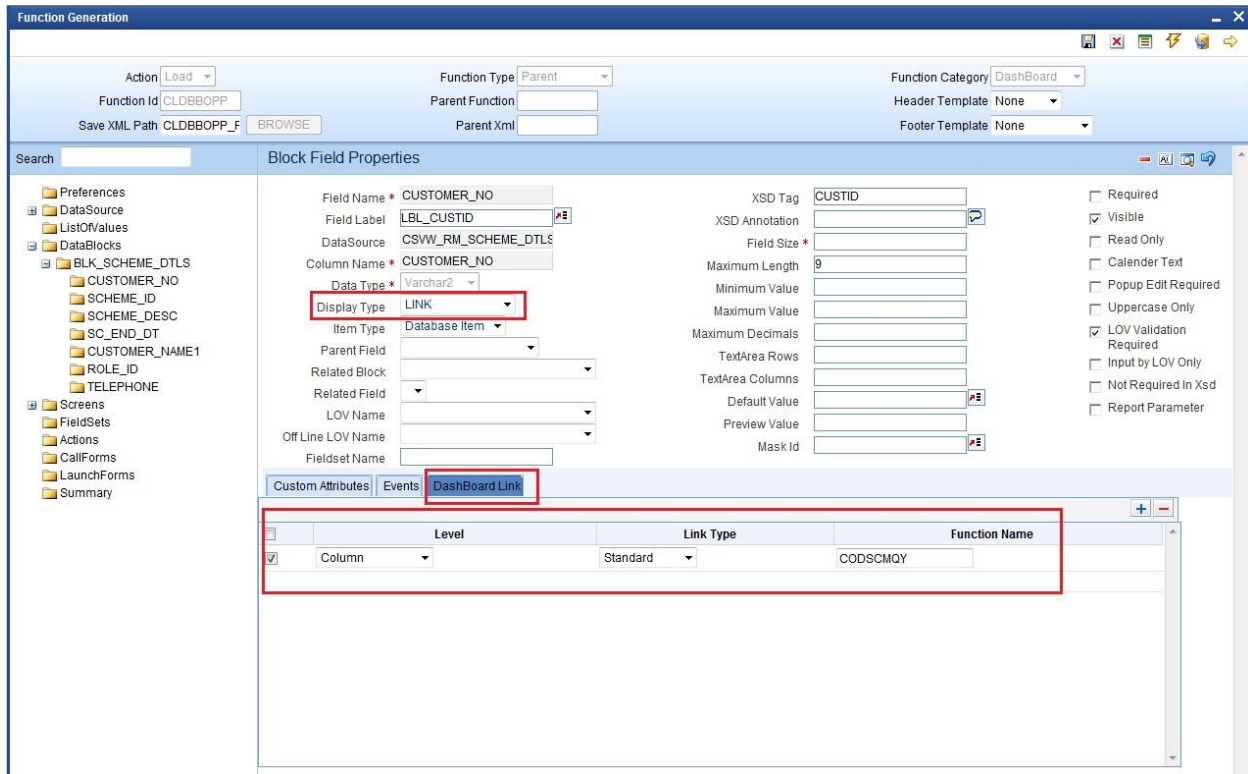 Function Generation
Action Load
Function Type Parent
Function Category DashBoard
Function Id CLDBBOPP
Parent Function
Header Template None
Save XML Path CLDBBOPP_F BROWSE
Parent Xml
Footer Template None
Search
Block Field Properties
Preferences
DataSource
ListOfValues
DataBlocks
BLK_SCHEME_DTLS
CUSTOMER_NO
SCHEME_ID
SCHEME_DESC
SC_END_DT
CUSTOMER_NAME1
ROLE_ID
TELEPHONE
Screens
FieldSets
Actions
CallForms
LaunchForms
Summary
Field Name * CUSTOMER_NO
Field Label LBL_CUSTID
DataSource CSVW_RM_SCHEME_DTLS
Column Name * CUSTOMER_NO
Data Type * Varchar2
Display Type LINK
Item Type Database Item
Parent Field
Related Block
Related Field
LOV Name
Off Line LOV Name
Fieldset Name
XSD Tag CUSTID
XSD Annotation
Field Size *
Maximum Length 9
Minimum Value
Maximum Value
Maximum Decimals
TextArea Rows
TextArea Columns
Default Value
Preview Value
Mask Id
Required
Visible
Read Only
Calender Text
Popup Edit Required
Uppercase Only
LOV Validation
Required
Input by LOV Only
Not Required In Xsd
Report Parameter
Custom Attributes Events DashBoard Link
Level Link Type Function Name
Column Standard CODSCMQY